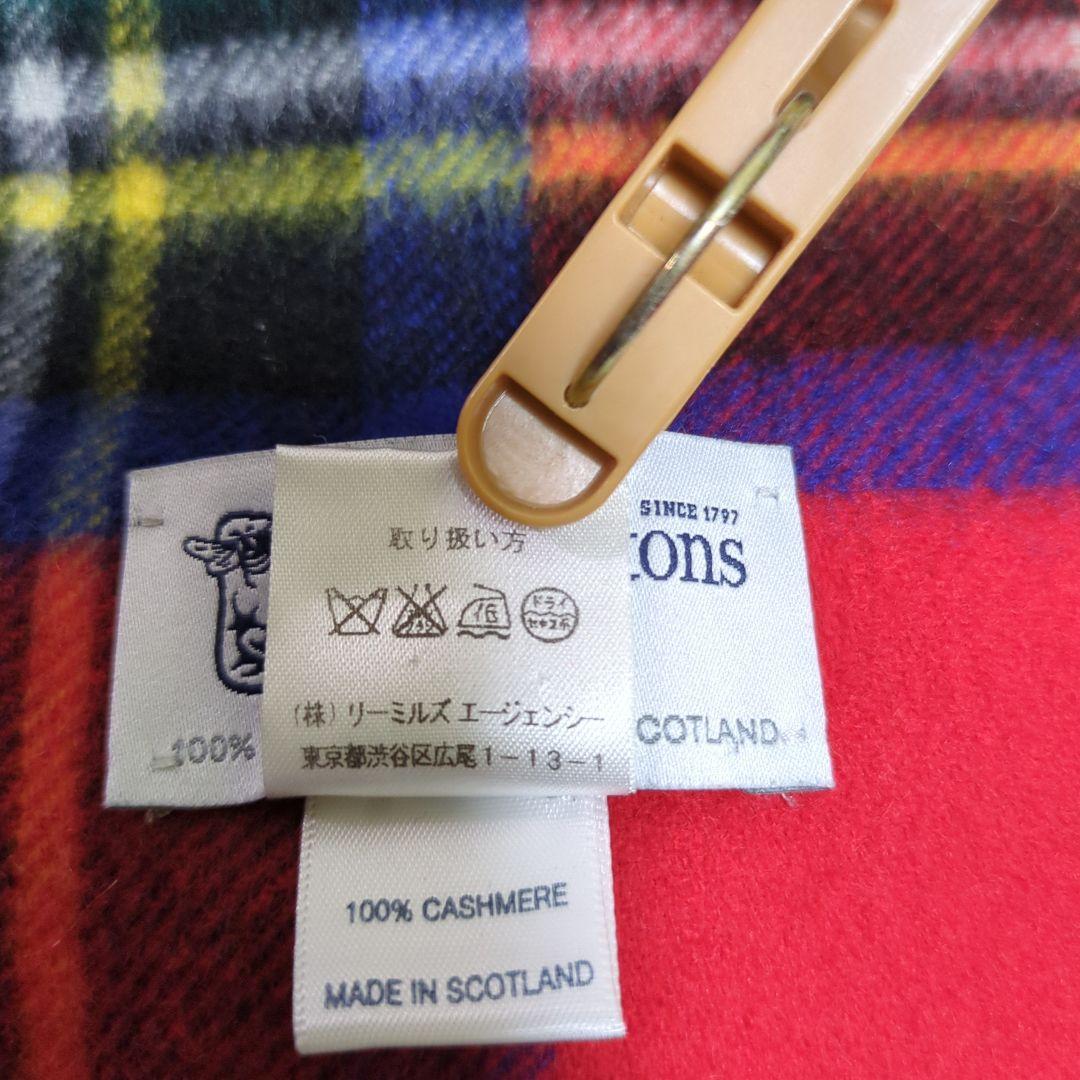 SINCE 1797
取り扱い方
低
ドライ
セキユ系
(株) リーミルズ エージェンシー
東京都渋谷区広尾1-13-1
100%
COTLAND
100% CASHMERE
MADE IN SCOTLAND